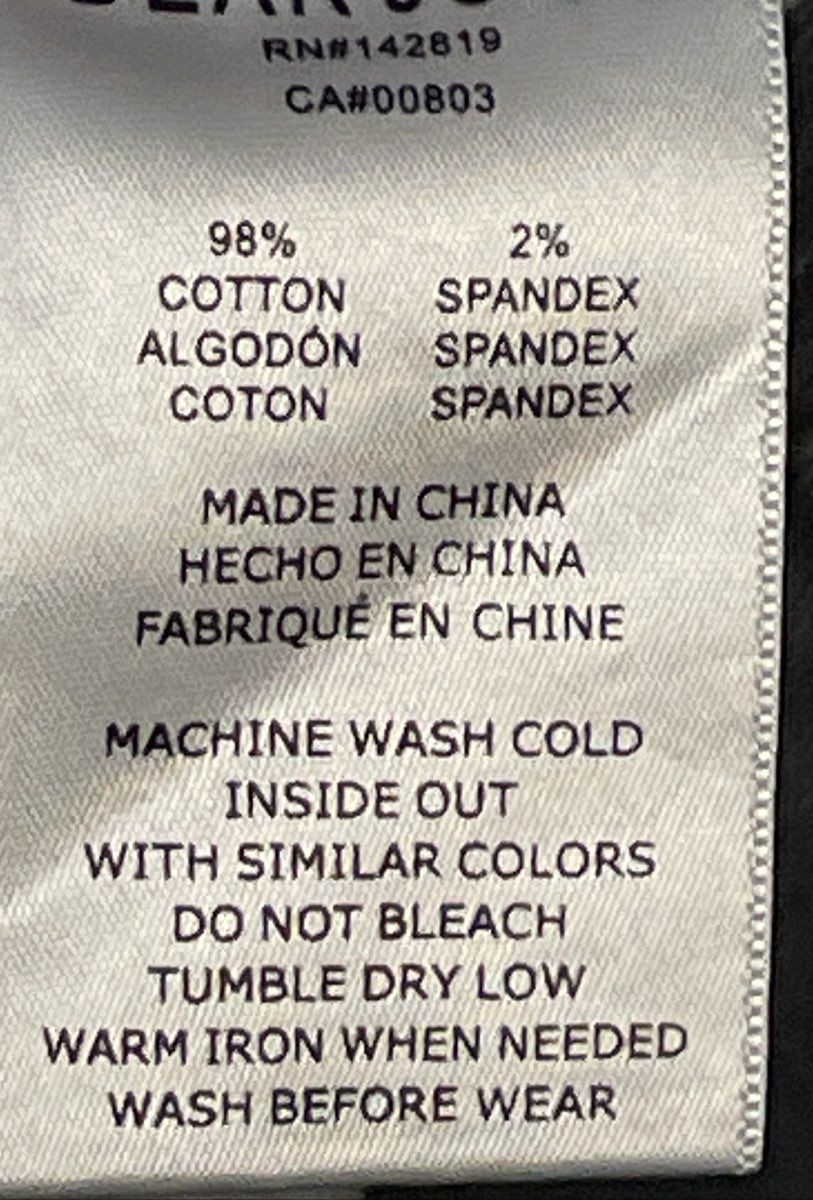 RN#142819
CA#00803
98% 2%
COTTON SPANDEX
ALGODÓN SPANDEX
COTON SPANDEX
MADE IN CHINA
HECHO EN CHINA
FABRIQUÉ EN CHINE
MACHINE WASH COLD
INSIDE OUT
WITH SIMILAR COLORS
DO NOT BLEACH
TUMBLE DRY LOW
WARM IRON WHEN NEEDED
WASH BEFORE WEAR